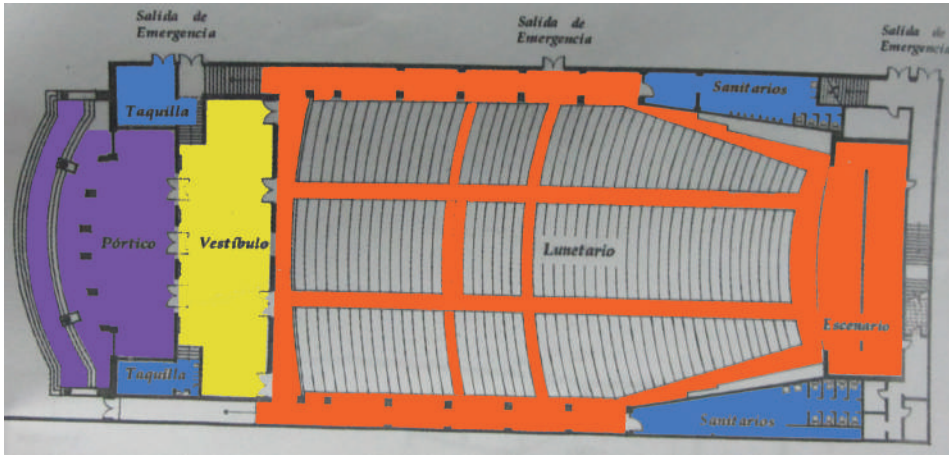 Salida de
Emergencia
Salida de
Emergencia
Salida de
Emergencia
Taquilla
Sanitarios
Pórtico
Vestíbulo
Lunetario
Escenario
Taquilla
Sanitarios